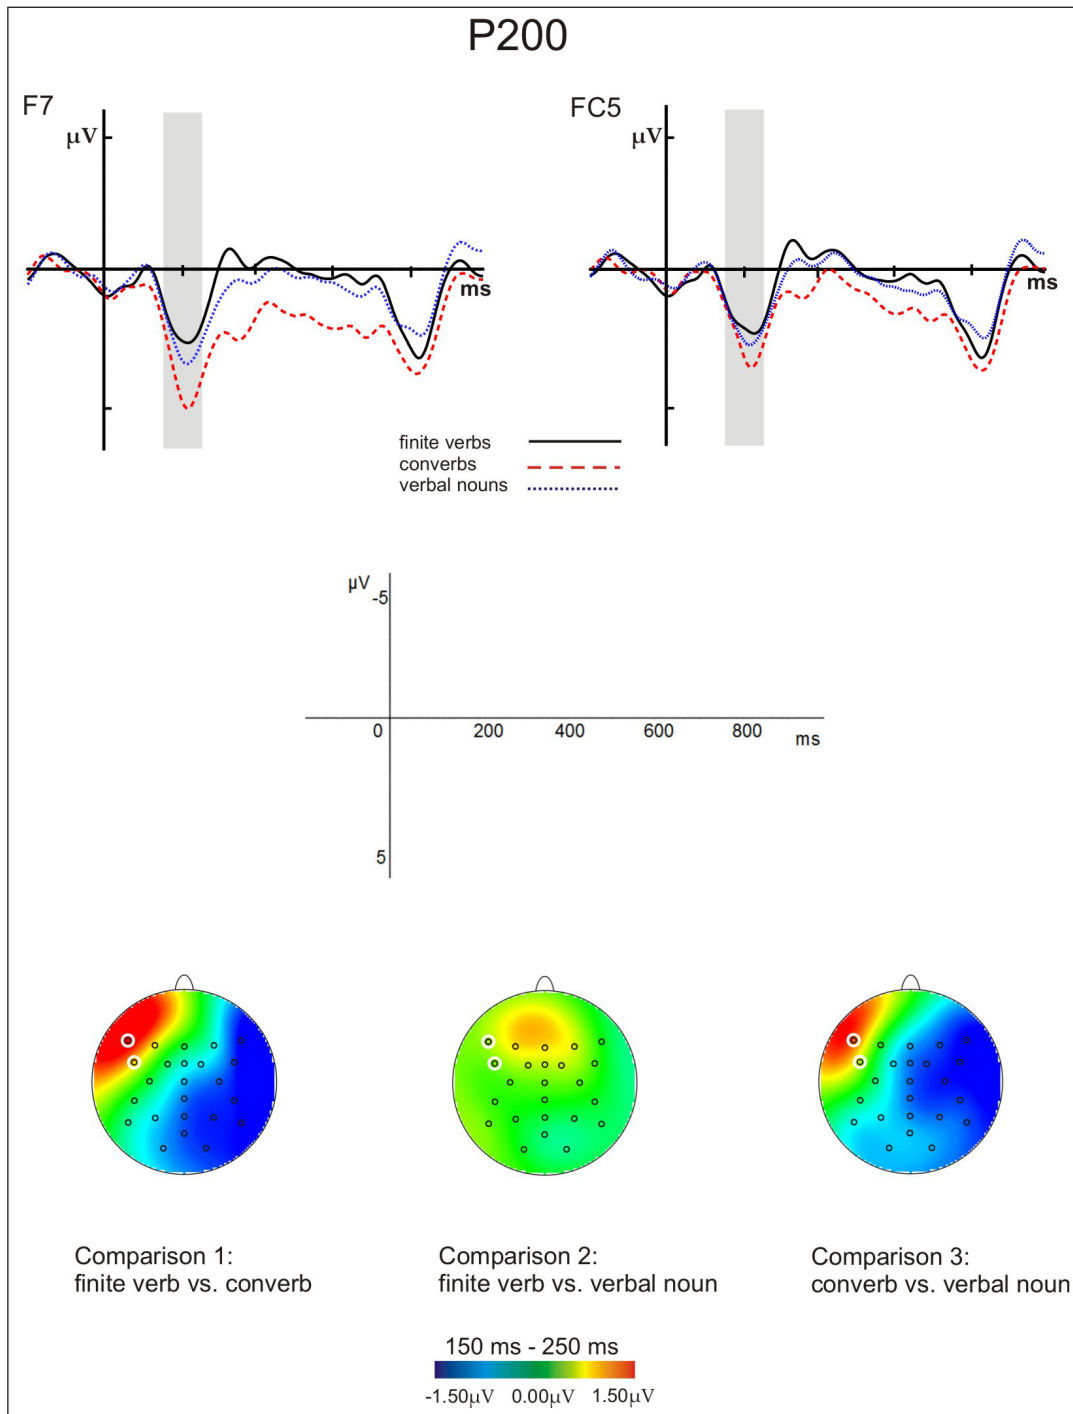 P200
F7
FC5
µV
µV
ms
ms
finite verbs
converbs
verbal nouns
µV
-5
0
200
400
600
800
ms
5
Comparison 1:
finite verb vs. converb
Comparison 2:
finite verb vs. verbal noun
Comparison 3:
converb vs. verbal noun
150 ms - 250 ms
-1.50µV
0.00µV
1.50µV